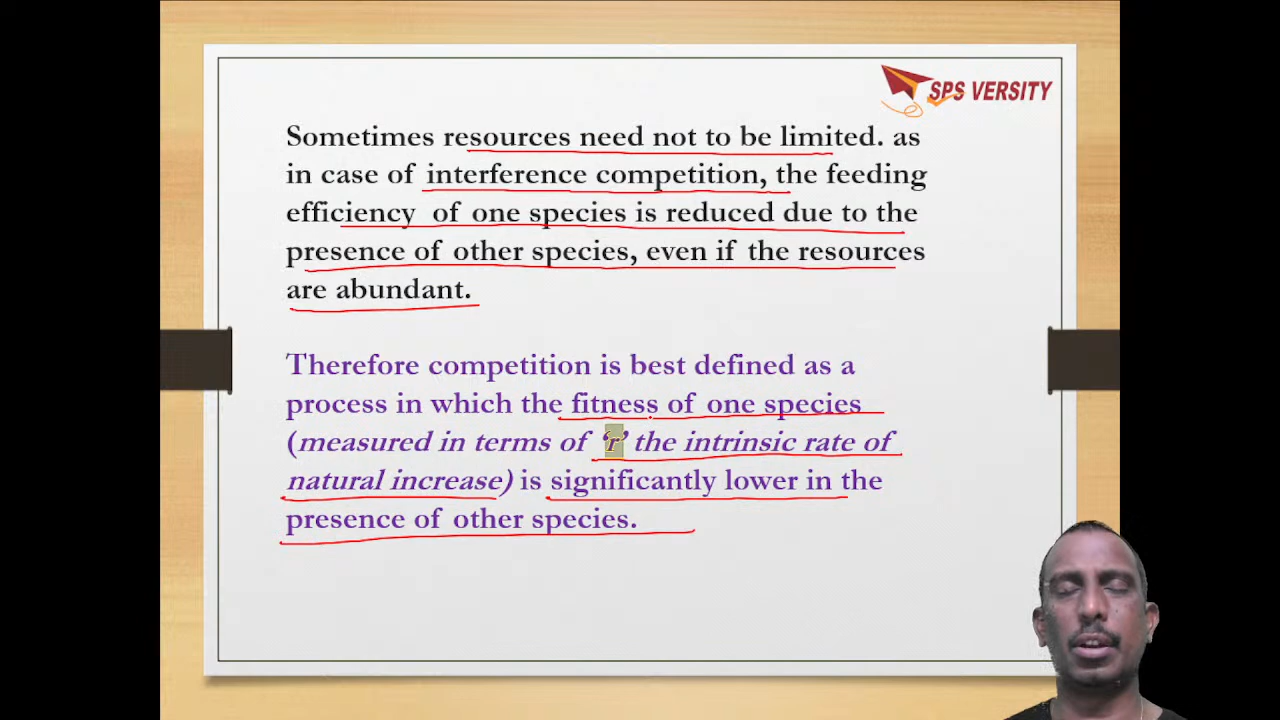 SPS VERSITY
Sometimes resources need not to be limited. as
in case of interference competition, the feeding
efficiency of one species is reduced due to the
presence of other species, even if the resources
are abundant.
Therefore competition is best defined as a
process in which the fitness of one species
(measured in terms of ‘r’ the intrinsic rate of
natural increase) is significantly lower in the
presence of other species.